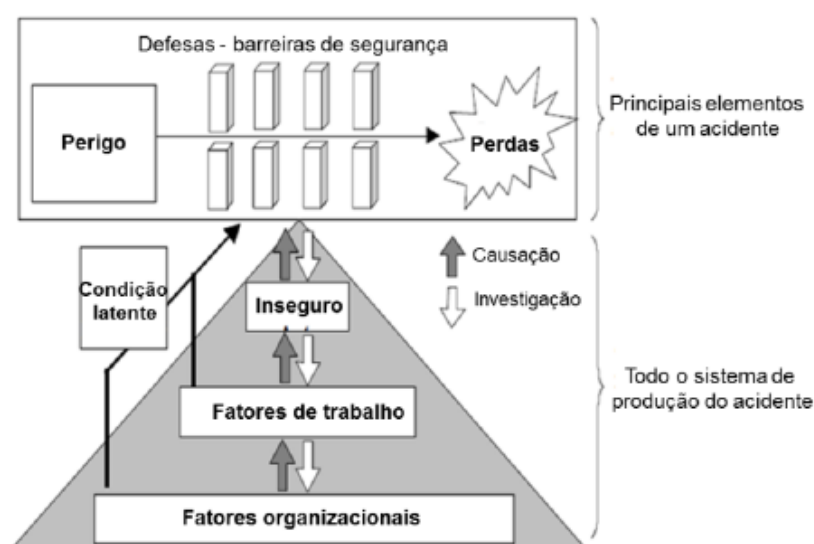 Defesas - barreiras de segurança
Perigo
Perdas
Principais elementos
de um acidente
Condição
latente
Causação
Investigação
Inseguro
Fatores de trabalho
Todo o sistema de
produção do acidente
Fatores organizacionais